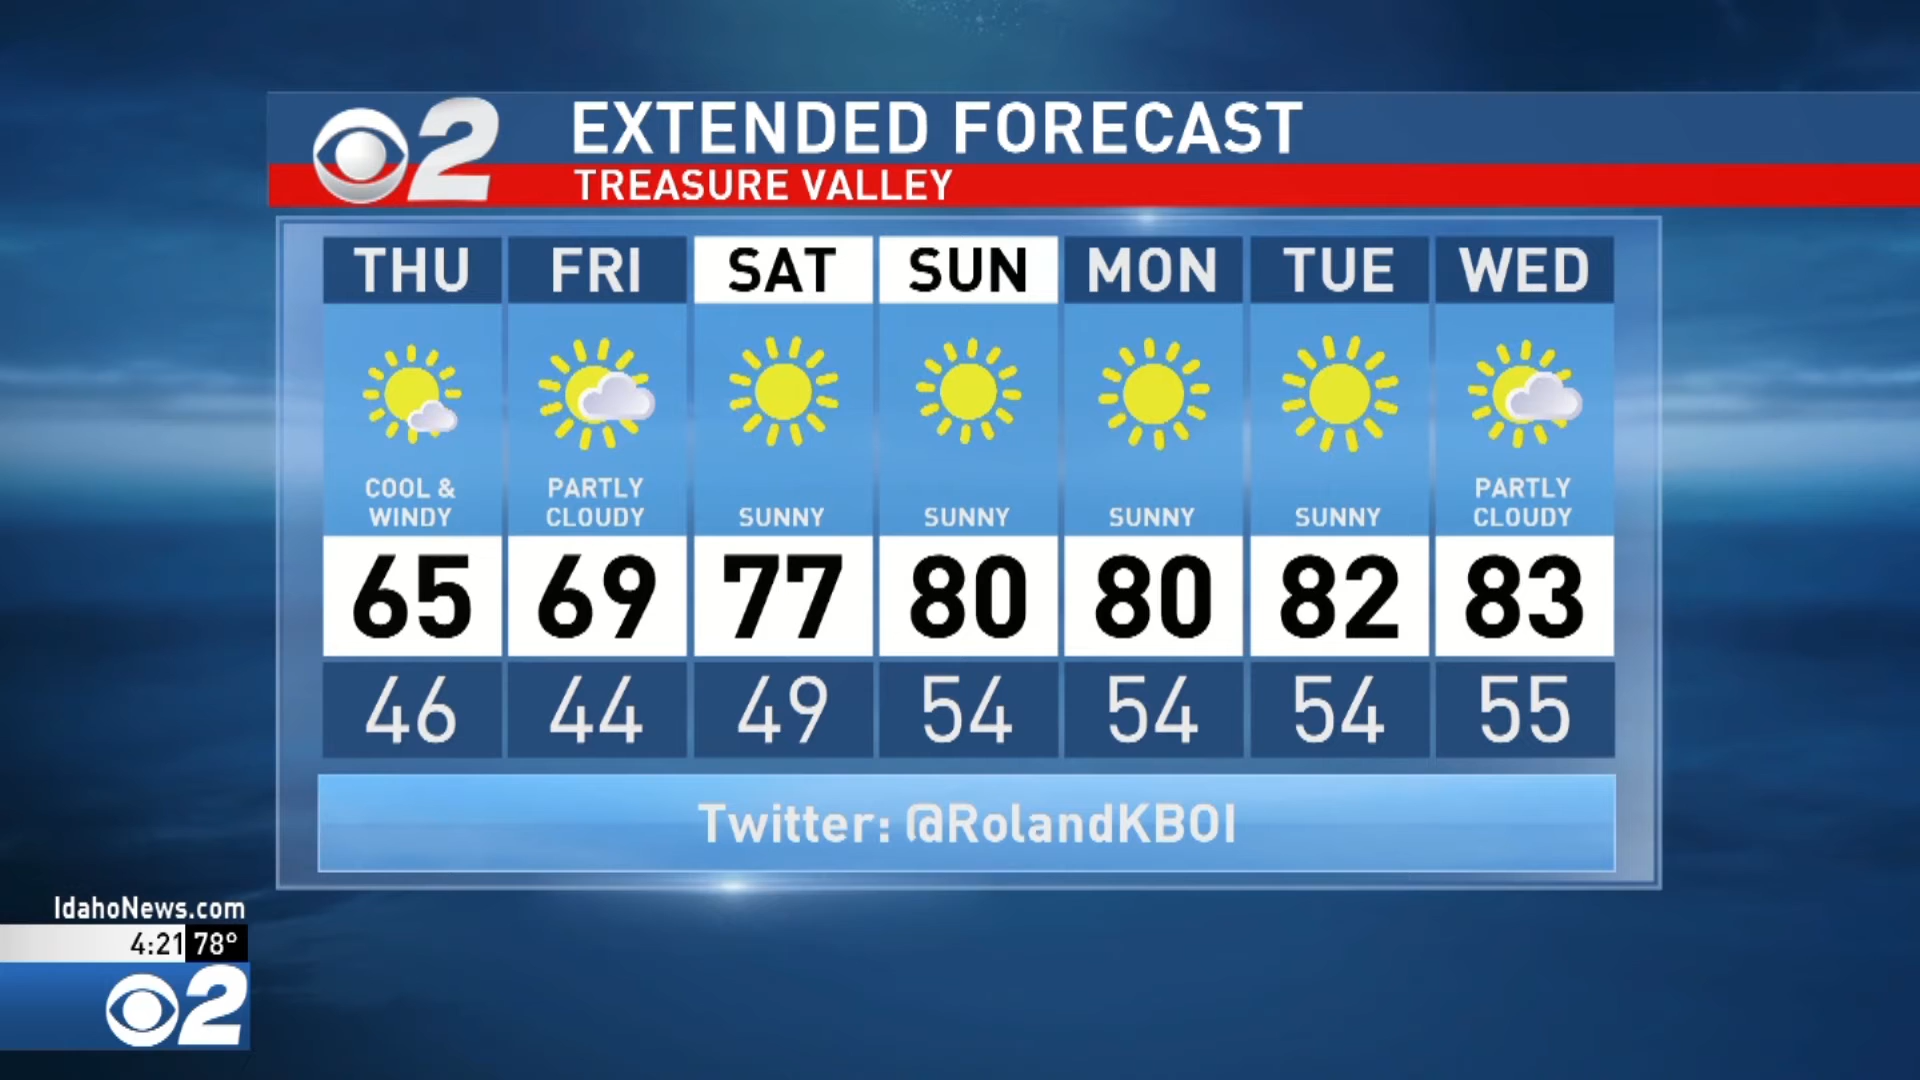 2 EXTENDED FORECAST
TREASURE VALLEY
THU FRI SAT SUN MON TUE WED
COOL & WINDY
PARTLY CLOUDY
SUNNY
SUNNY
SUNNY
SUNNY
PARTLY CLOUDY
65 69 77 80 80 82 83
46 44 49 54 54 54 55
Twitter: @RolandKBOI
IdahoNews.com
4:21 78°
2